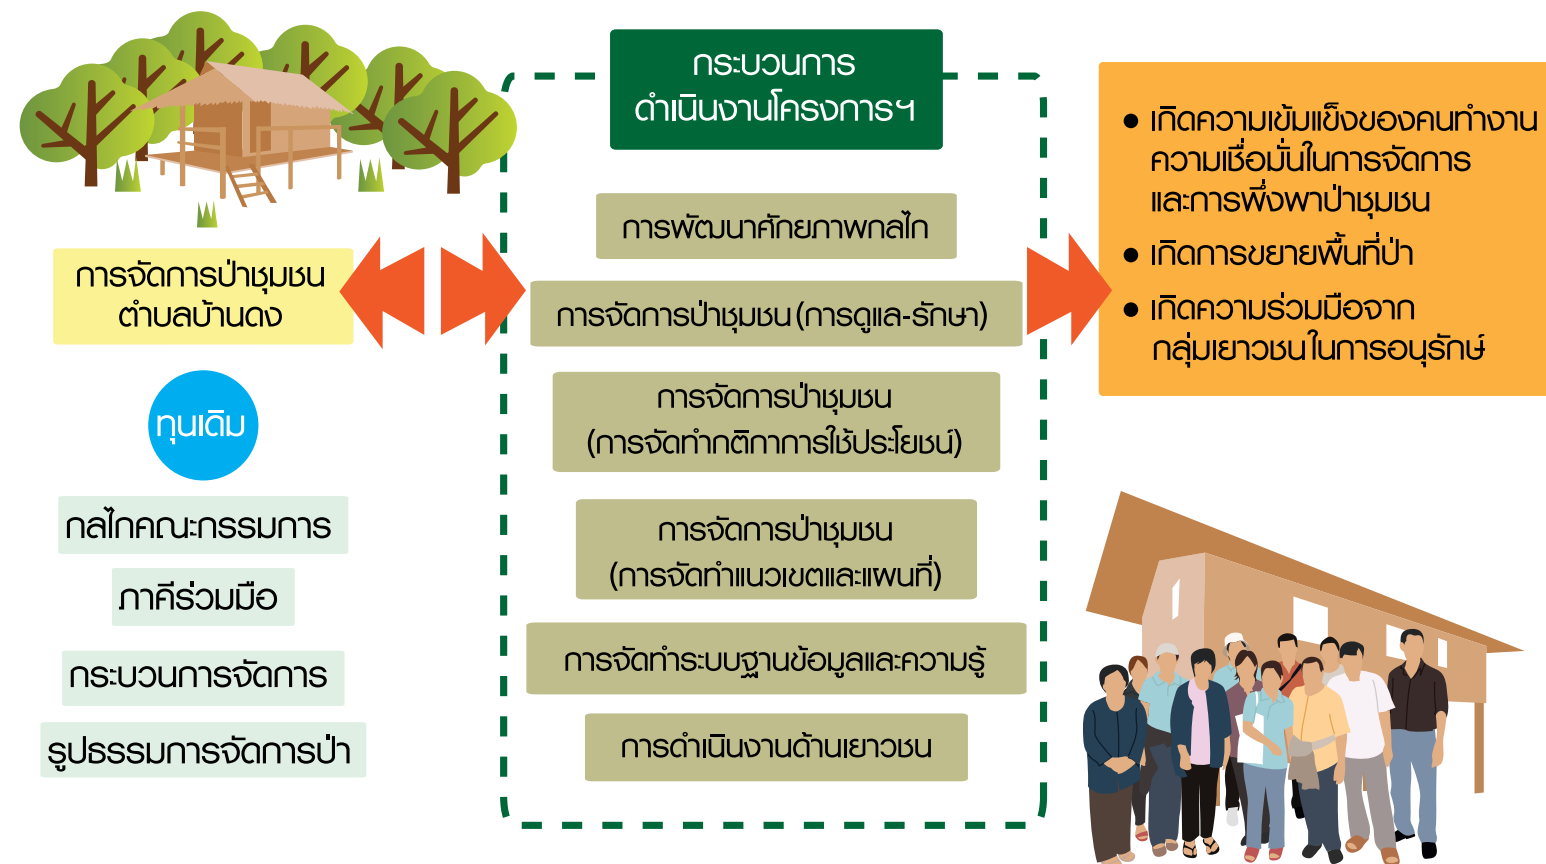 การจัดการป่าชุมชน
ตำบลบ้านดง
ทุนเดิม
กลไกคณะกรรมการ
ภาคีร่วมมือ
กระบวนการจัดการ
รูปธรรมการจัดการป่า
กระบวนการ
ดำเนินงานโครงการฯ
การพัฒนาศักยภาพกลไก
การจัดการป่าชุมชน (การดูแล-รักษา)
การจัดการป่าชุมชน
(การจัดทำกติกาการใช้ประโยชน์)
การจัดการป่าชุมชน
(การจัดทำแนวเขตและแผนที่)
การจัดทำระบบฐานข้อมูลและความรู้
การดำเนินงานด้านเยาวชน
• เกิดความเข้มแข็งของคนทำงาน
ความเชื่อมั่นในการจัดการ
และการพึ่งพาป่าชุมชน
• เกิดการขยายพื้นที่ป่า
• เกิดความร่วมมือจาก
กลุ่มเยาวชน ในการอนุรักษ์